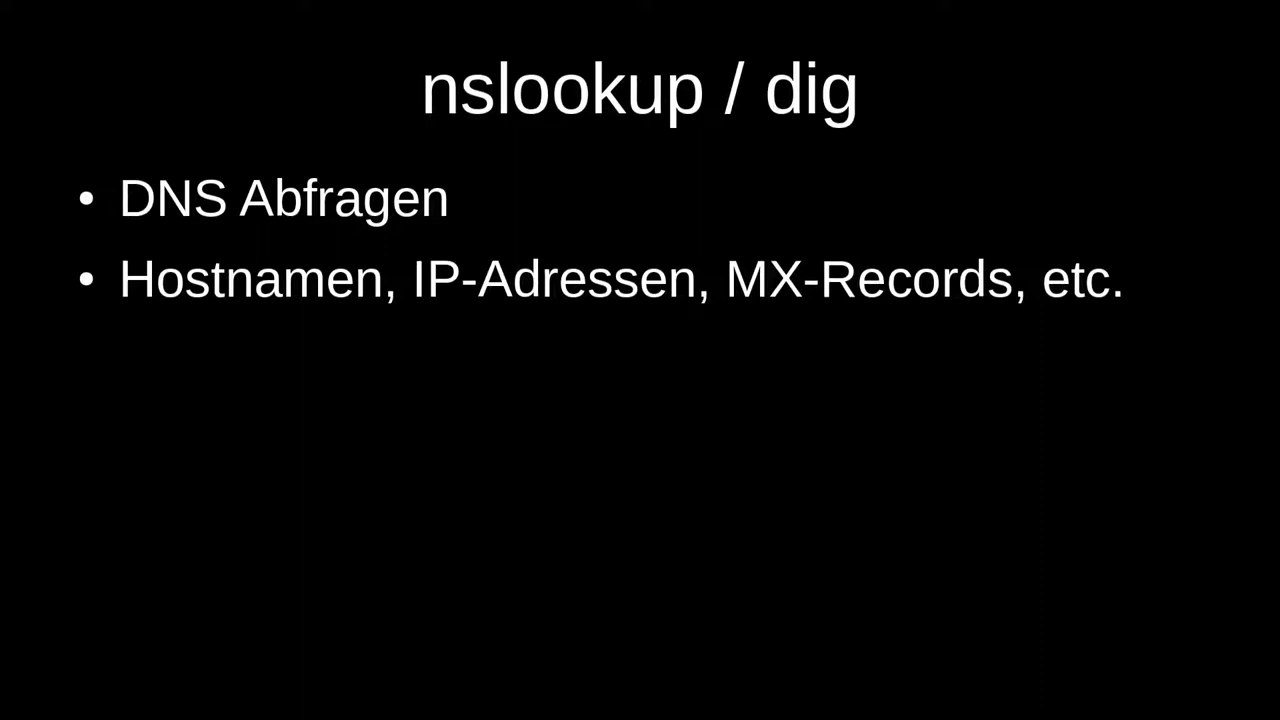 nslookup / dig
• DNS Abfragen
• Hostnamen, IP-Adressen, MX-Records, etc.